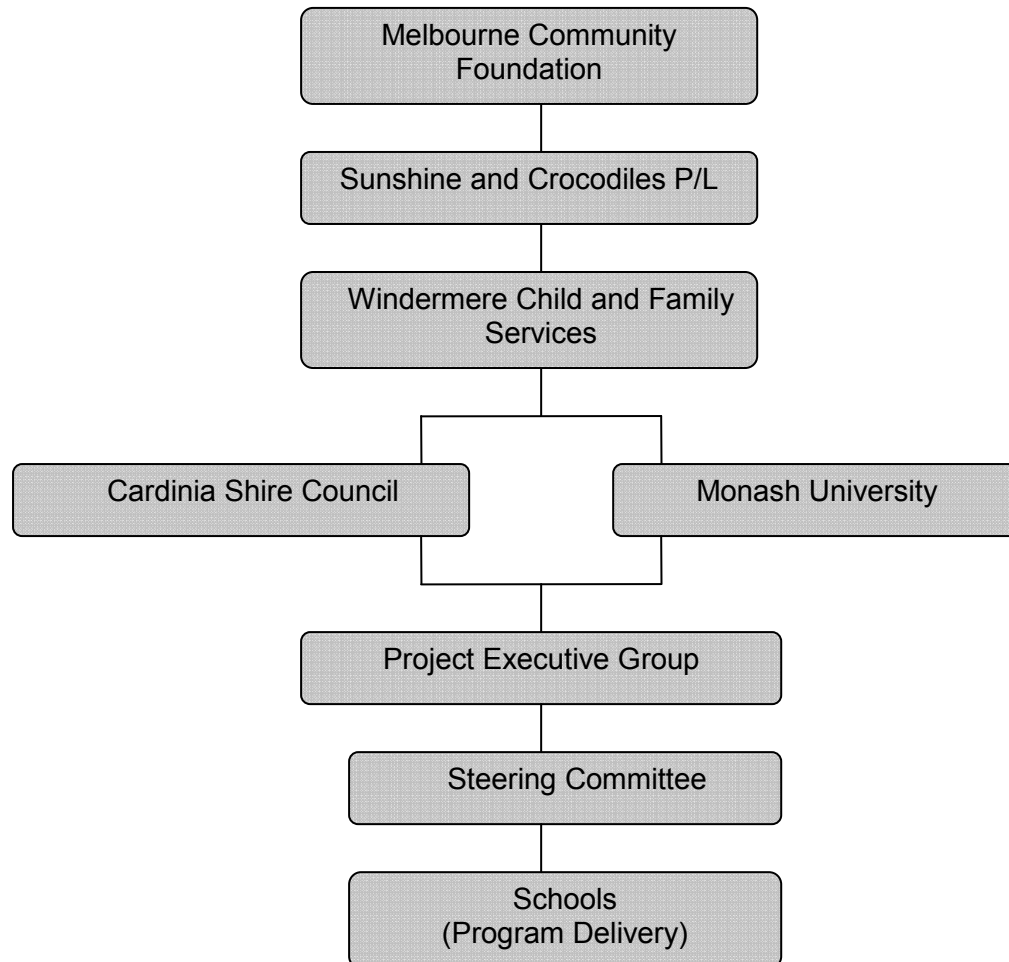 Melbourne Community
Foundation
Sunshine and Crocodiles P/L
Windermere Child and Family
Services
Cardinia Shire Council
Monash University
Project Executive Group
Steering Committee
Schools
(Program Delivery)